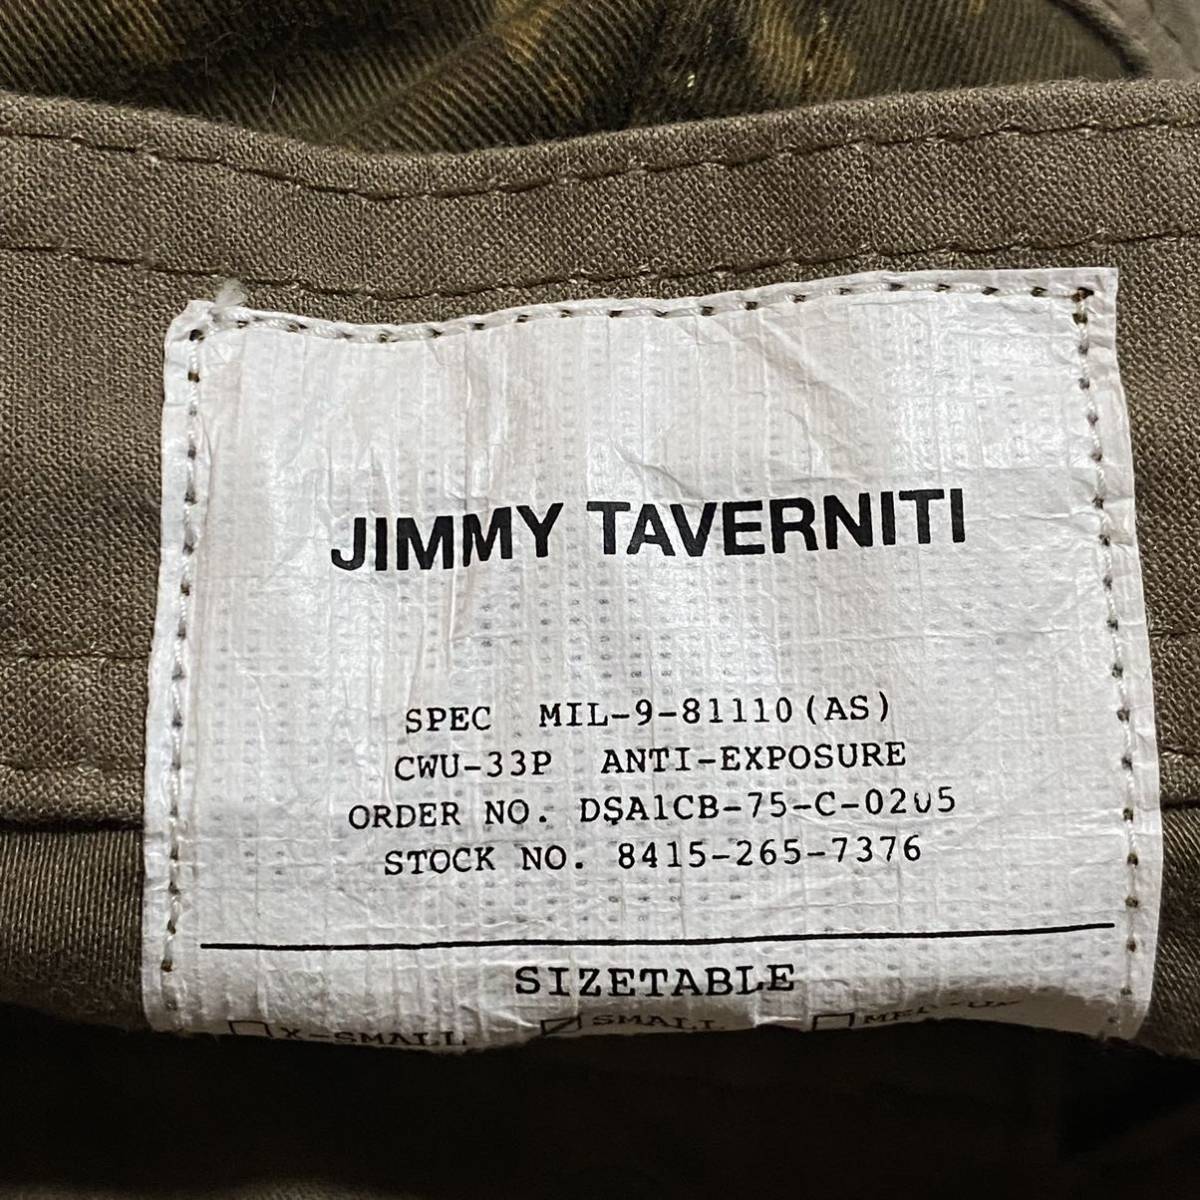 JIMMY TAVERNITI
SPEC MIL-9-81110(AS)
CWU-33P ANTI-EXPOSURE
ORDER NO. DSA1CB-75-C-0205
STOCK NO. 8415-265-7376
SIZETABLE
X-SMALL SMALL